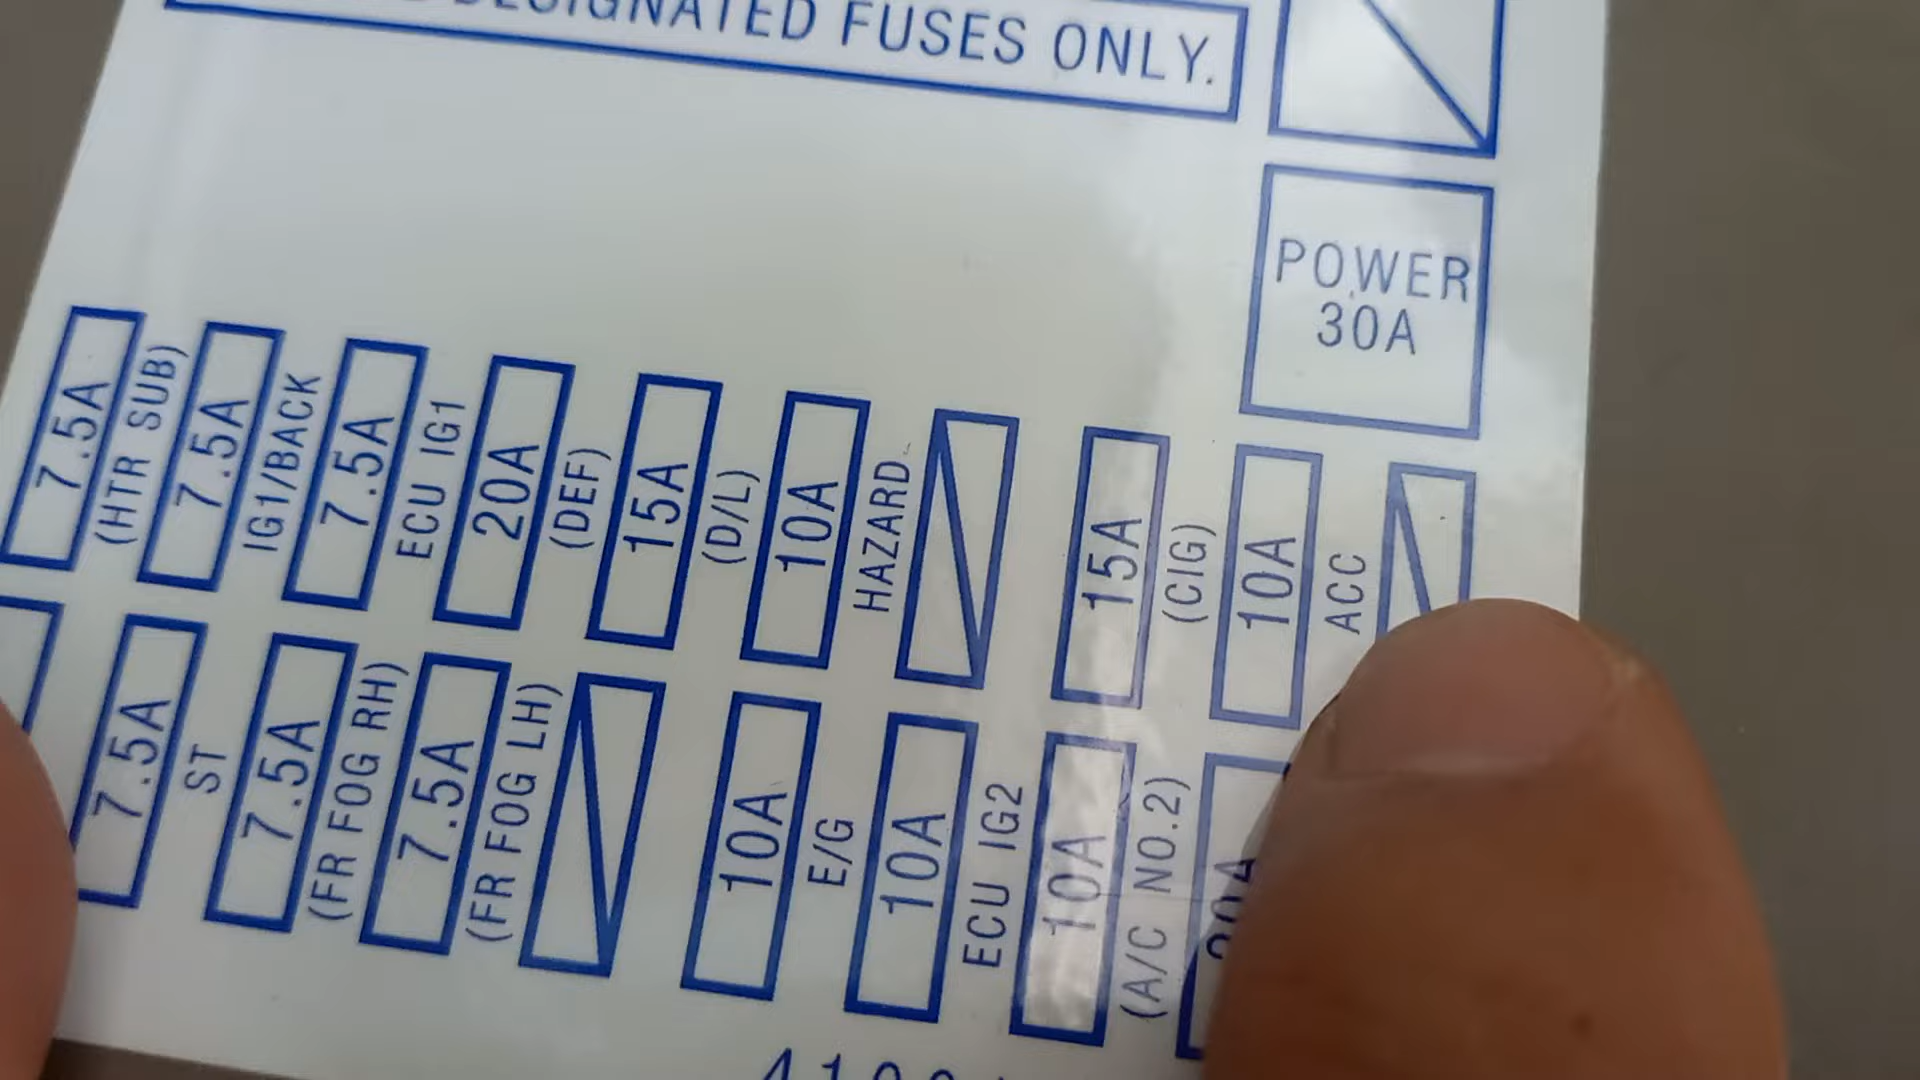 DESIGNATED FUSES ONLY.
POWER
30A
7.5A
(HTR SUB)
7.5A
IG1/BACK
7.5A
ECU IG1
20A
(DEF)
15A
(D/L)
10A
HAZARD
15A
(CIG)
10A
ACC
7.5A
ST
7.5A
(FR FOG RH)
7.5A
(FR FOG LH)
10A
E/G
10A
ECU IG2
10A
(A/C NO.2)